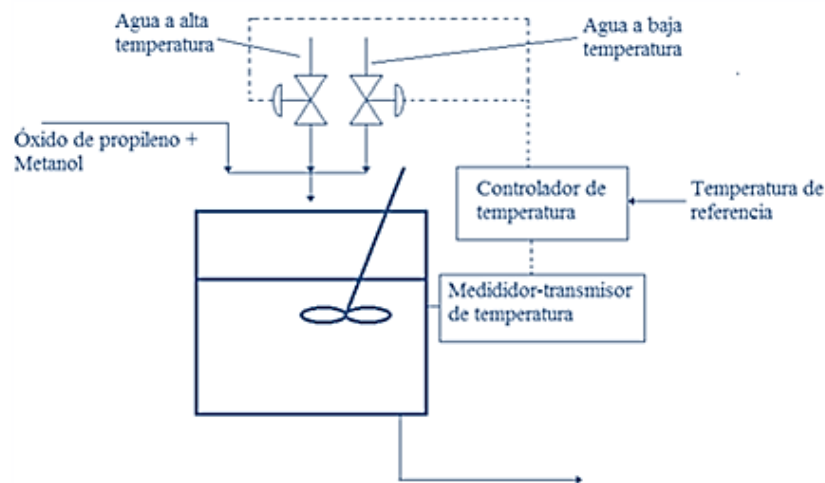 Agua a alta
temperatura
Agua a baja
temperatura
Óxido de propileno +
Metanol
Controlador de
temperatura
Temperatura de
referencia
Medididor-transmisor
de temperatura